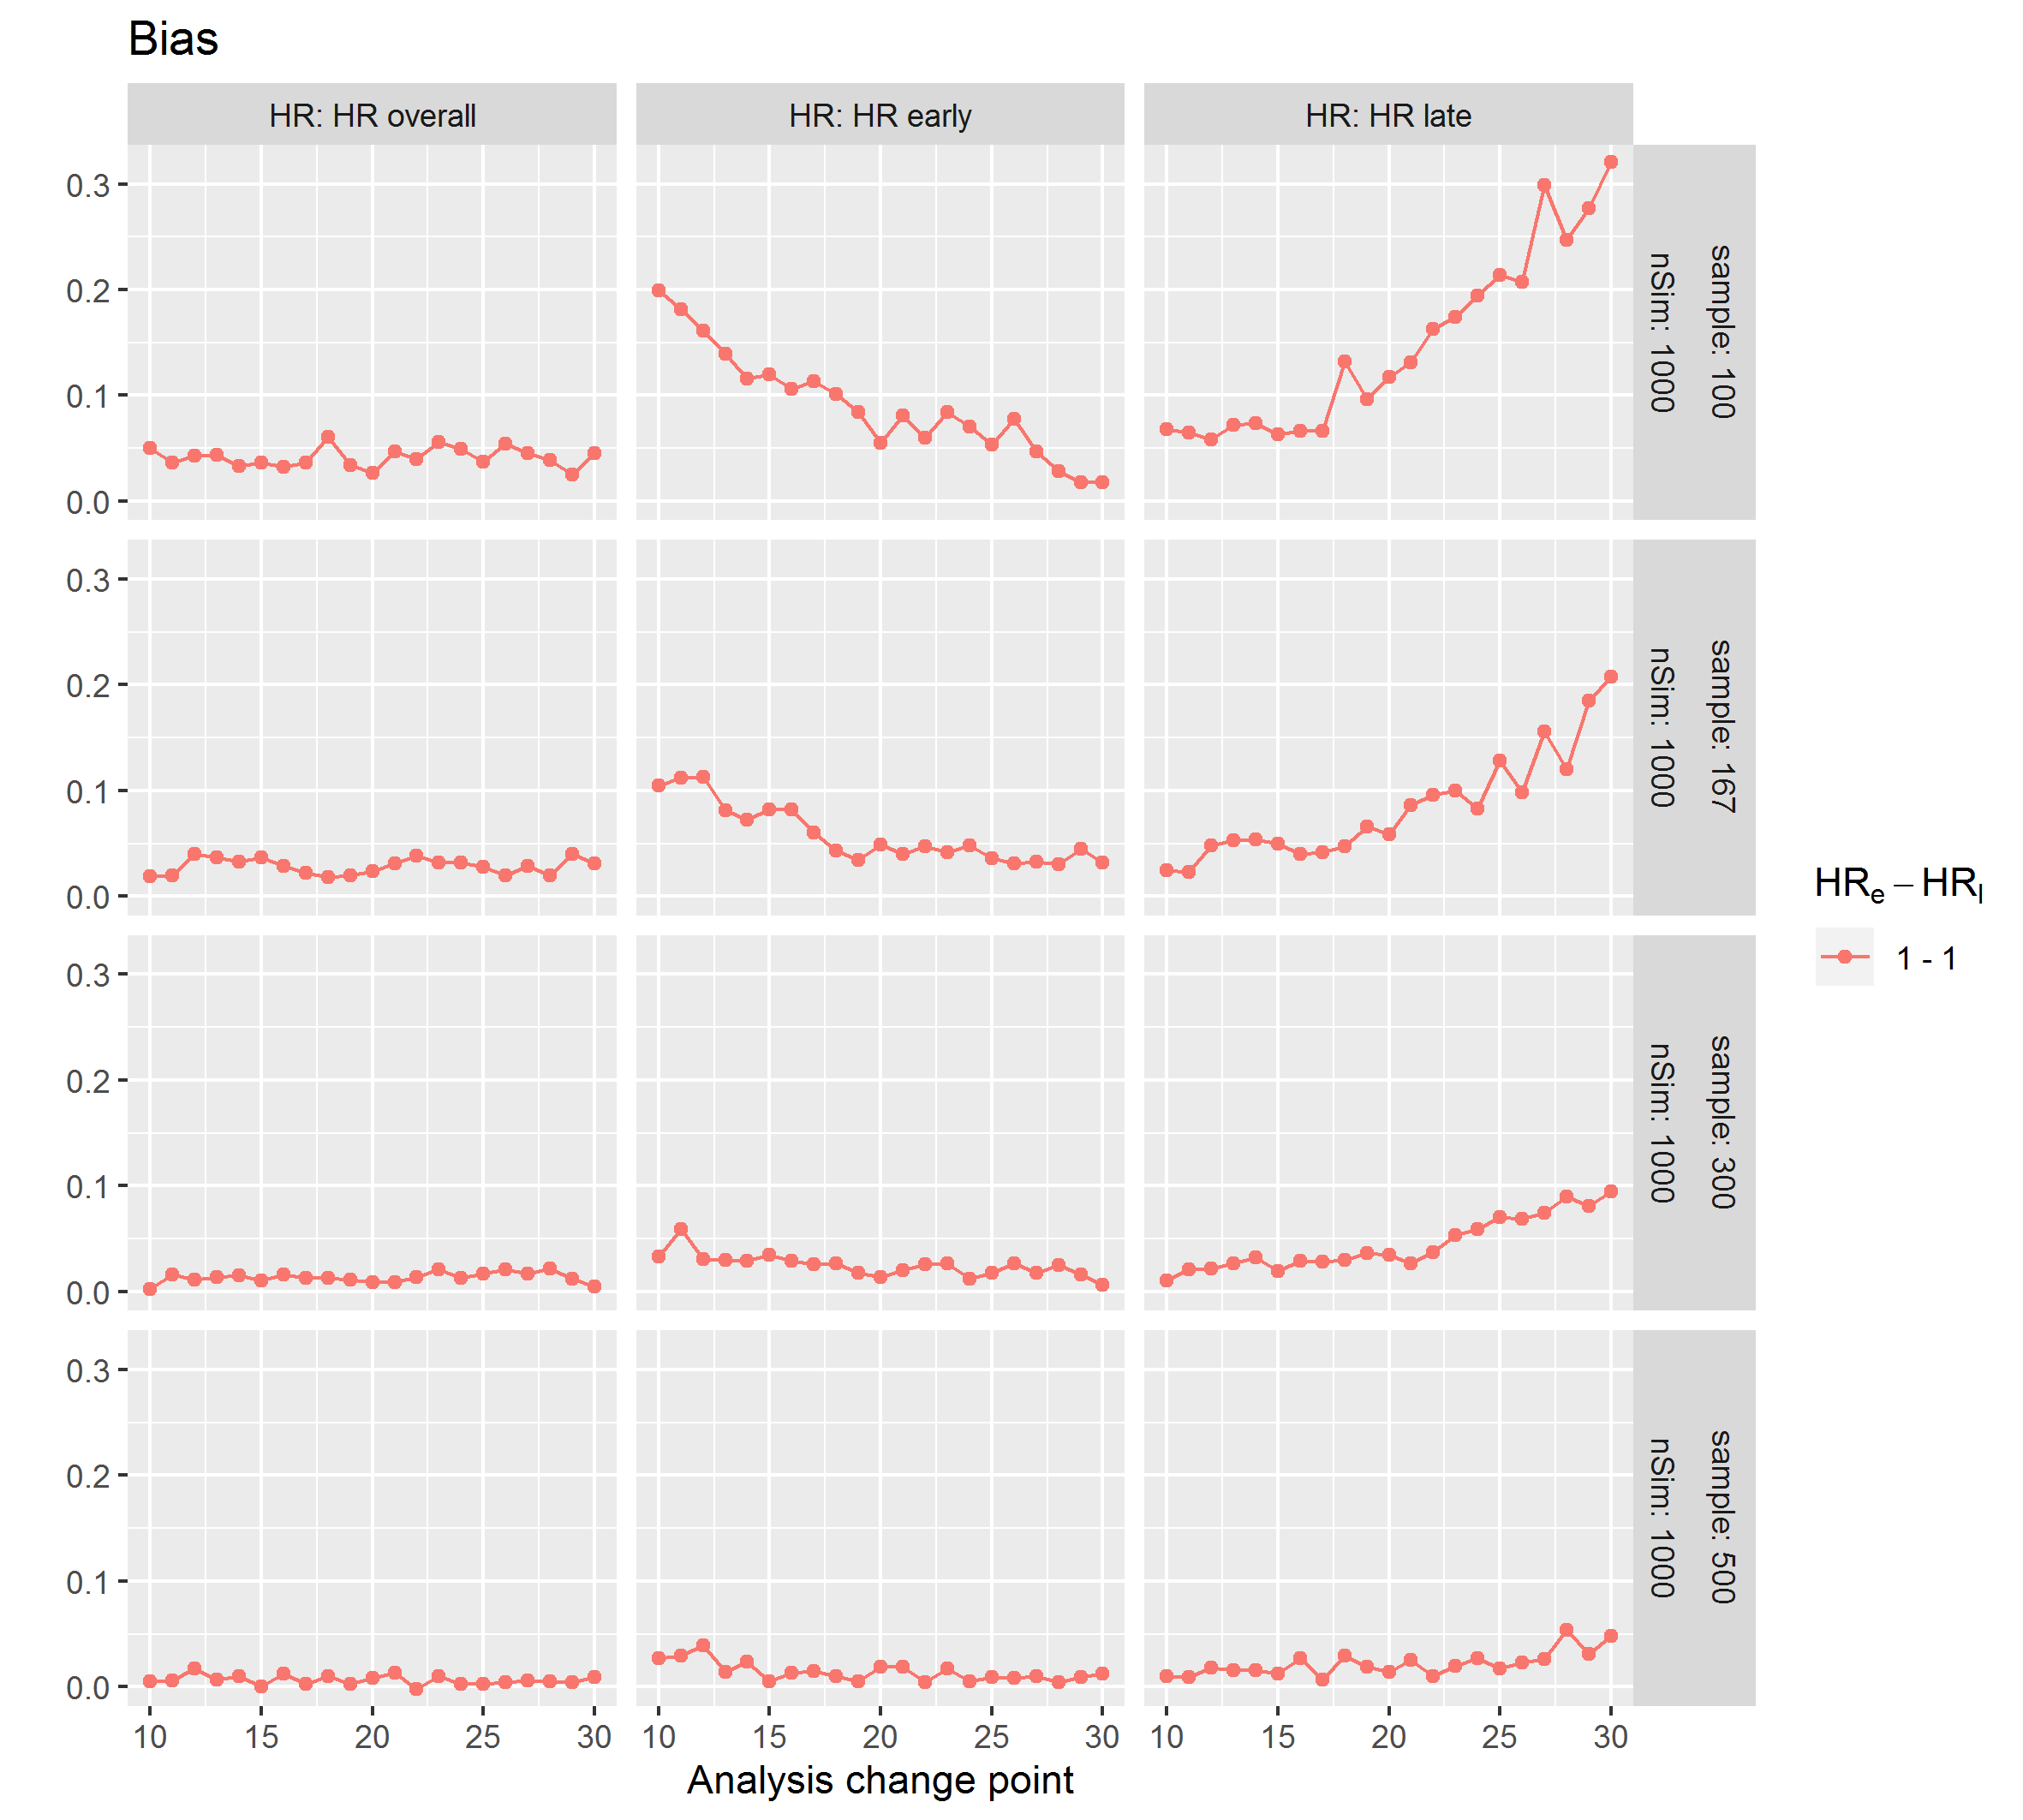 Bias
HR: HR overall
HR: HR early
HR: HR late
0.3
0.2
0.1
0.0
sample: 100
nSim: 1000
0.3
0.2
0.1
0.0
sample: 167
nSim: 1000
0.3
0.2
0.1
0.0
sample: 300
nSim: 1000
0.3
0.2
0.1
0.0
sample: 500
nSim: 1000
10 15 20 25 30
10 15 20 25 30
10 15 20 25 30
Analysis change point
HRe – HRl
1 - 1